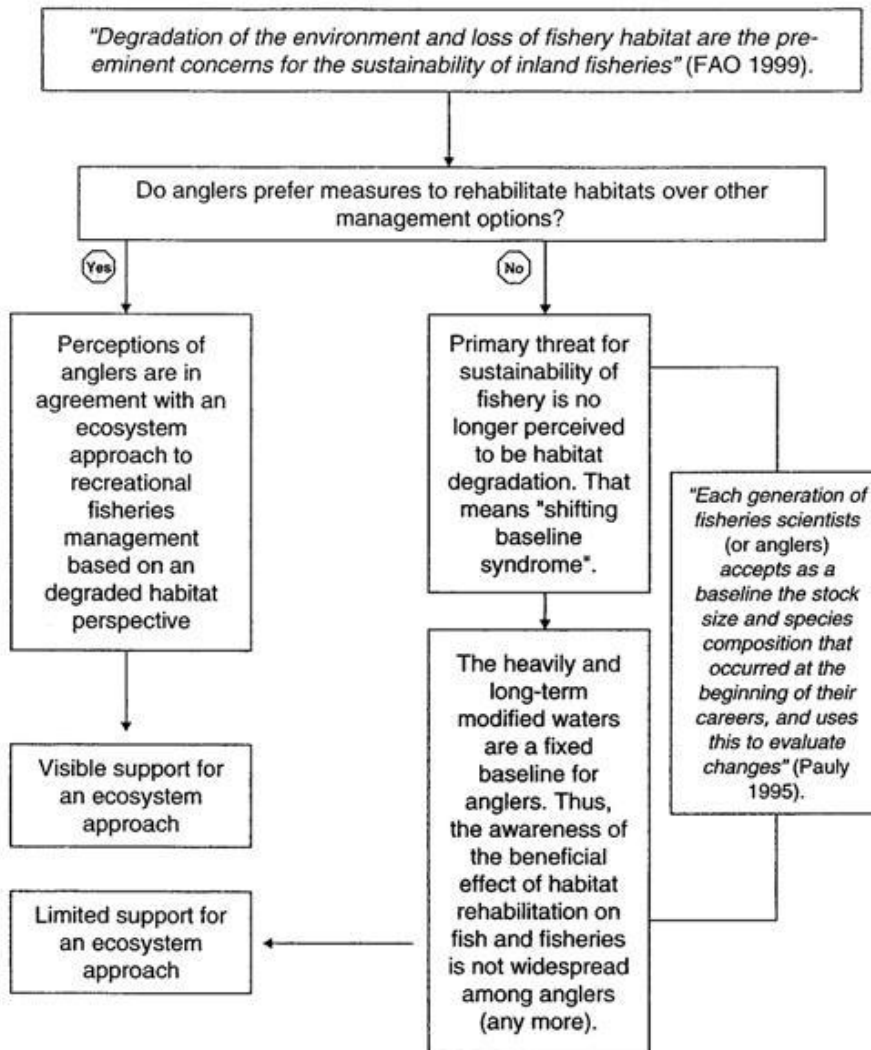 "Degradation of the environment and loss of fishery habitat are the pre-
eminent concerns for the sustainability of inland fisheries" (FAO 1999).
Do anglers prefer measures to rehabilitate habitats over other
management options?
Yes
No
Perceptions of
anglers are in
agreement with an
ecosystem
approach to
recreational
fisheries
management
based on an
degraded habitat
perspective
Visible support for
an ecosystem
approach
Primary threat for
sustainability of
fishery is no
longer perceived
to be habitat
degradation. That
means "shifting
baseline
syndrome".
"Each generation of
fisheries scientists
(or anglers)
accepts as a
baseline the stock
size and species
composition that
occurred at the
beginning of their
careers, and uses
this to evaluate
changes" (Pauly
1995).
The heavily and
long-term
modified waters
are a fixed
baseline for
anglers. Thus,
the awareness of
the beneficial
effect of habitat
rehabilitation on
fish and fisheries
is not widespread
among anglers
(any more).
Limited support for
an ecosystem
approach